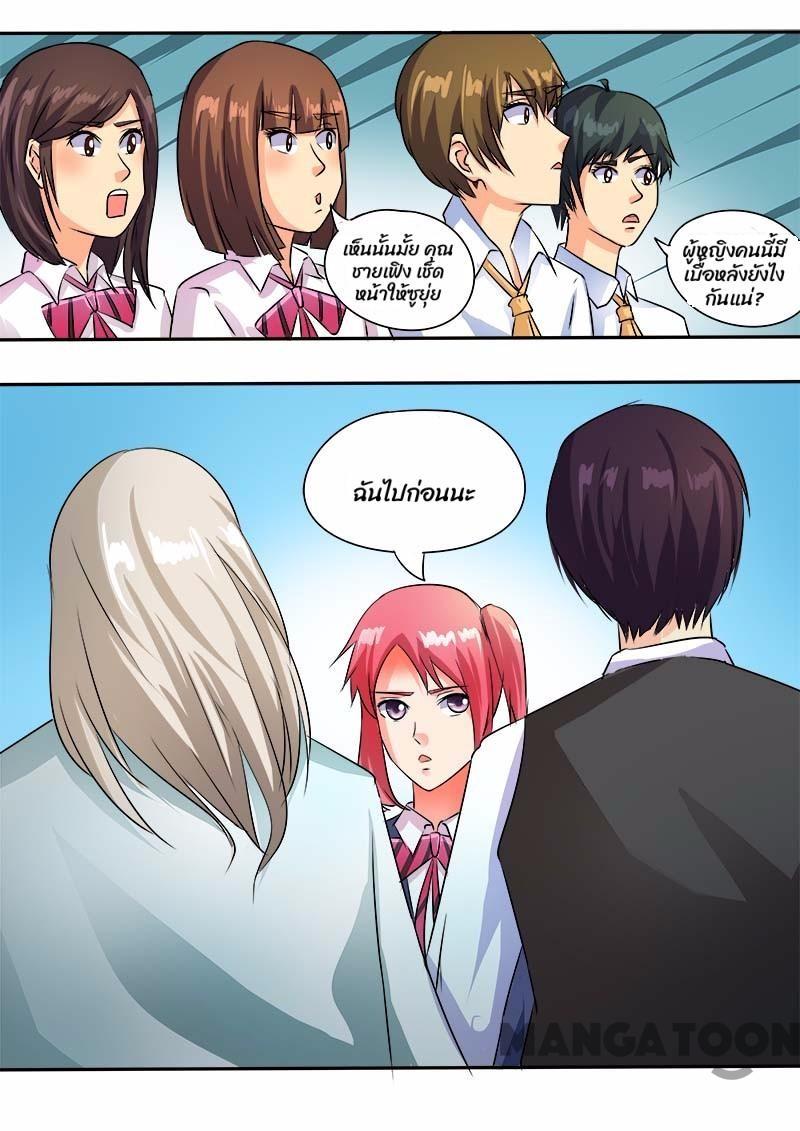 เห็นนั้นมั้ย คุณ
ชายเฟิง เช็ด
หน้าให้ซูยุ่ย
ผู้หญิงคนนี้มี
เบื้อหลังยังไง
กันแน่?
ฉันไปก่อนนะ
MANGA TOON